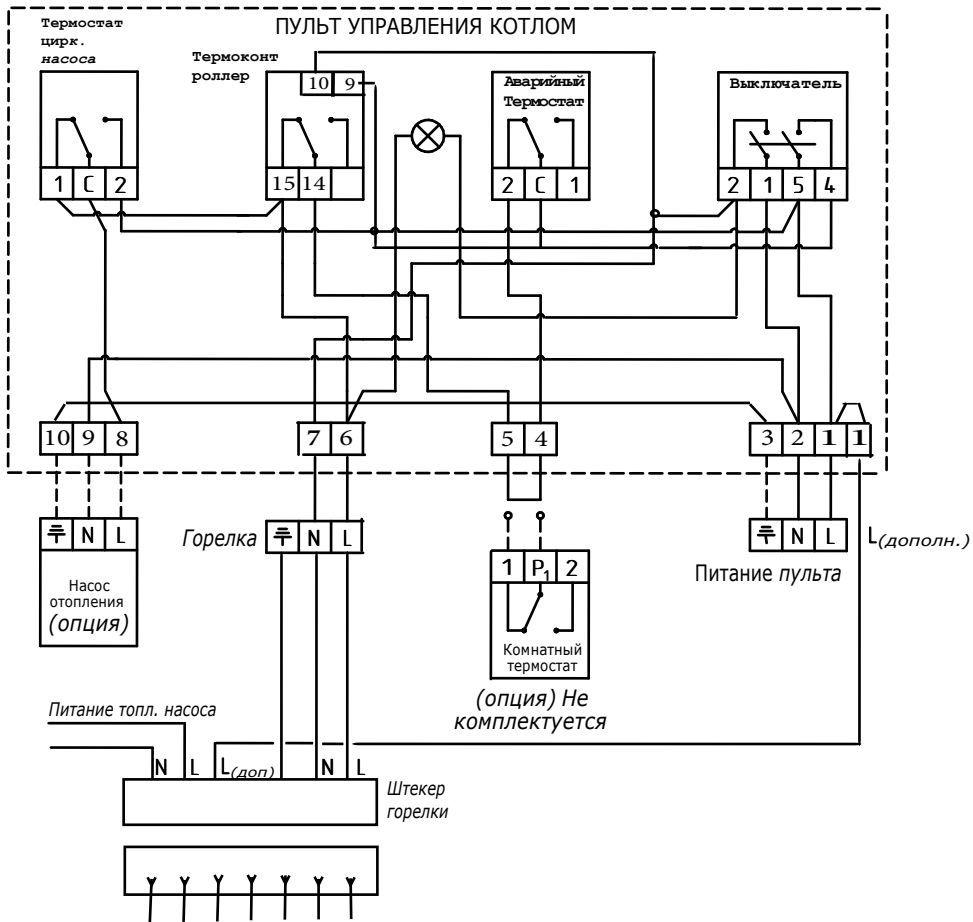 ПУЛЬТ УПРАВЛЕНИЯ КОТЛОМ
Термостат
цирк.
насоса
Термоконт
роллер
10 9
Аварийный
Термостат
Выключатель
1 C 2
15 14
2 C 1
2 1 5 4
10 9 8
7 6
5 4
3 2 1 1
N L
Насос
отопления
(опция)
Горелка
N L
1 P1 2
Комнатный
термостат
(опция) Не
комплектуется
N L
Питание пульта
L(дополн.)
Питание топл. насоса
N L L(доп) N L
Штекер
горелки